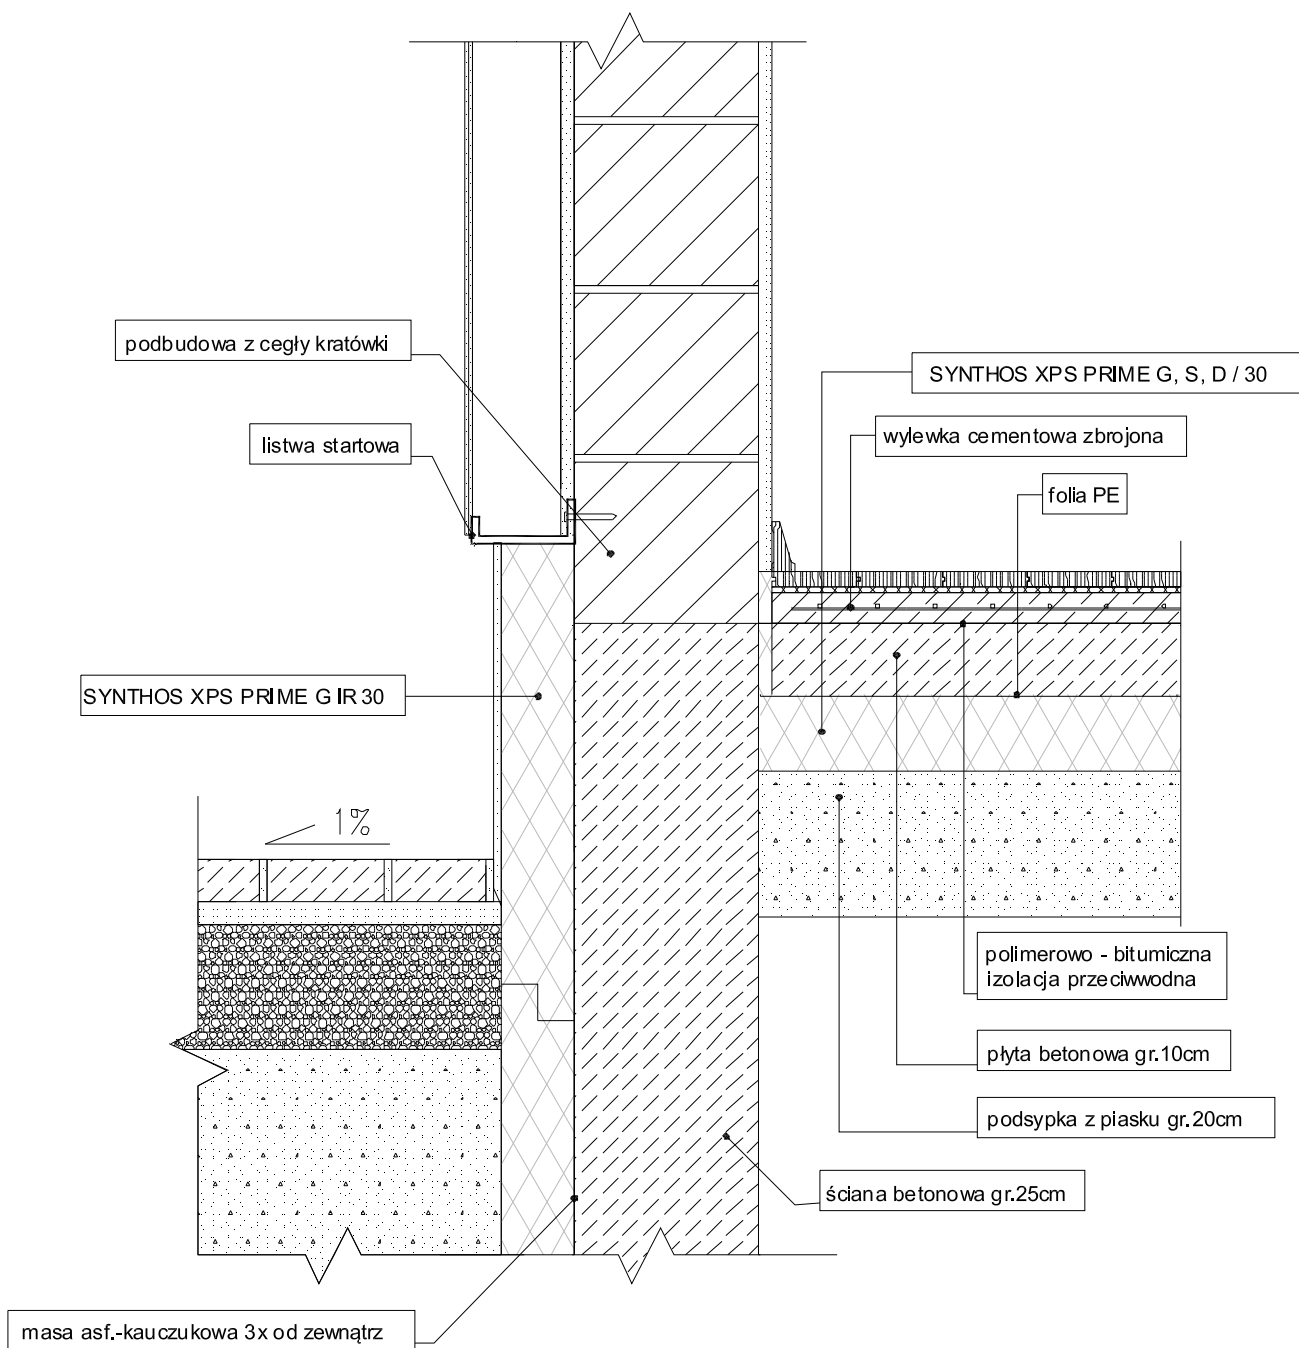 podbudowa z cegły kratówki
SYNTHOS XPS PRIME G, S, D / 30
listwa startowa
wylewka cementowa zbrojona
folia PE
SYNTHOS XPS PRIME G IR 30
1%
polimerowo - bitumiczna
izolacja przeciwwodna
płyta betonowa gr.10cm
podsypka z piasku gr.20cm
ściana betonowa gr.25cm
masa asf.-kauczukowa 3x od zewnątrz